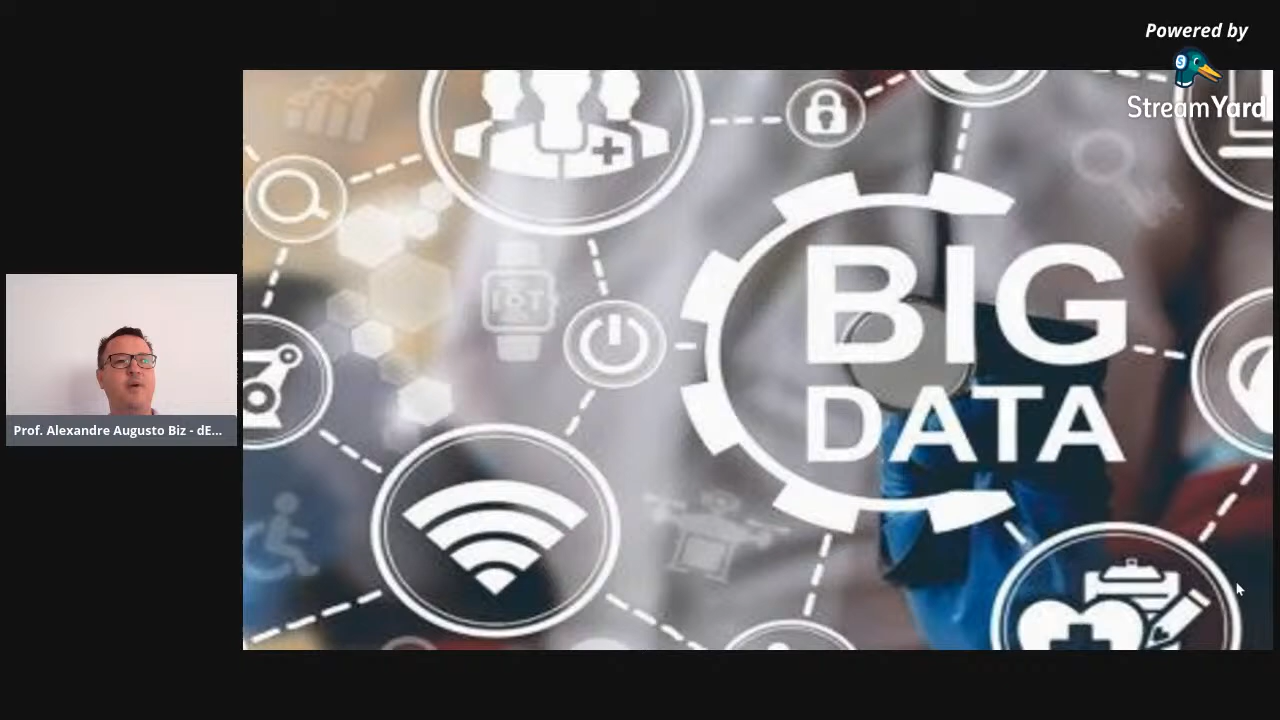 Powered by
StreamYard
IOT
BIG
DATA
Prof. Alexandre Augusto Biz - dE...